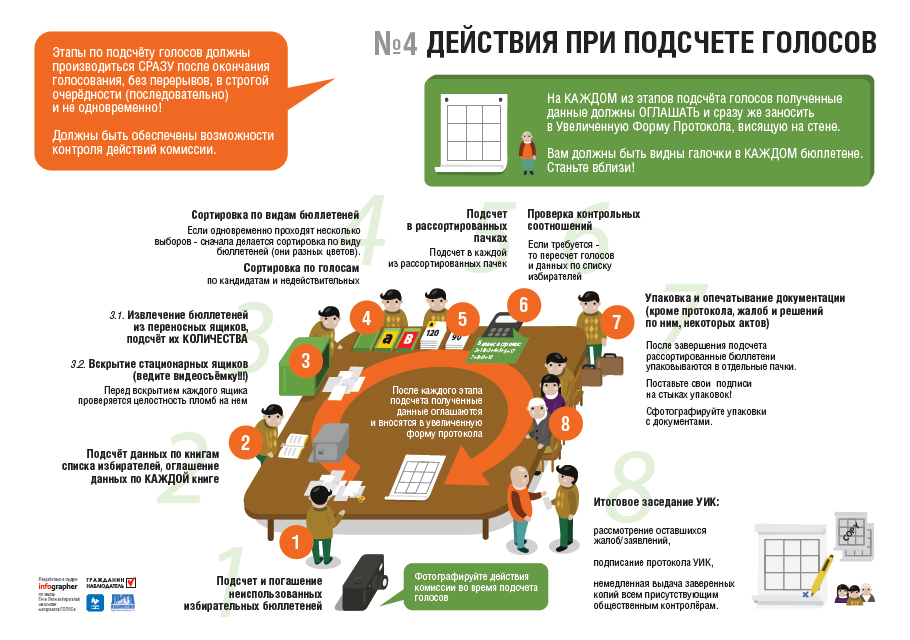 №4 ДЕЙСТВИЯ ПРИ ПОДСЧЕТЕ ГОЛОСОВ
Этапы по подсчёту голосов должны
производиться СРАЗУ после окончания
голосования, без перерывов, в строгой
очерёдности (последовательно)
и не одновременно!
Должны быть обеспечены возможности
контроля действий комиссии.
На КАЖДОМ из этапов подсчёта голосов полученные
данные должны ОГЛАШАТЬ и сразу же заносить
в Увеличенную Форму Протокола, висящую на стене.
Вам должны быть видны галочки в КАЖДОМ бюллетене.
Станьте вблизи!
4
Сортировка по видам бюллетеней
Если одновременно проходят несколько
выборов - сначала делается сортировка по виду
бюллетеней (они разных цветов).
Сортировка по голосам
по кандидатам и недействительных
5
Подсчет
в рассортированных
пачках
Подсчет в каждой
из рассортированных пачек
6
Проверка контрольных
соотношений
Если требуется -
то пересчет голосов
и данных по списку
избирателей
7
Упаковка и опечатывание документации
(кроме протокола, жалоб и решений
по ним, некоторых актов)
После завершения подсчета
рассортированные бюллетени
упаковываются в отдельные пачки.
Поставьте свои подписи
на стыках упаковок!
Сфотографируйте упаковки
с документами.
3
3.1. Извлечение бюллетеней
из переносных ящиков,
подсчёт их КОЛИЧЕСТВА
3.2. Вскрытие стационарных ящиков
(ведите видеосъёмку!!!)
Перед вскрытием каждого ящика
проверяется целостность пломб на нем
2
Подсчёт данных по книгам
списка избирателей, оглашение
данных по КАЖДОЙ книге
4
а
в
5
120
90
6
7
3
2
8
1
После каждого этапа
подсчета полученные
данные оглашаются
и вносятся в увеличенную
форму протокола
8
Итоговое заседание УИК:
рассмотрение оставшихся
жалоб/заявлений,
подписание протокола УИК,
немедленная выдача заверенных
копий всем присутствующим
общественным контролёрам.
COPY
1
Подсчет и погашение
неиспользованных
избирательных бюллетеней
Фотографируйте действия
комиссии во время подсчета
голосов
Разработано в студии
infographer
ГРАЖДАНИН
НАБЛЮДАТЕЛЬ